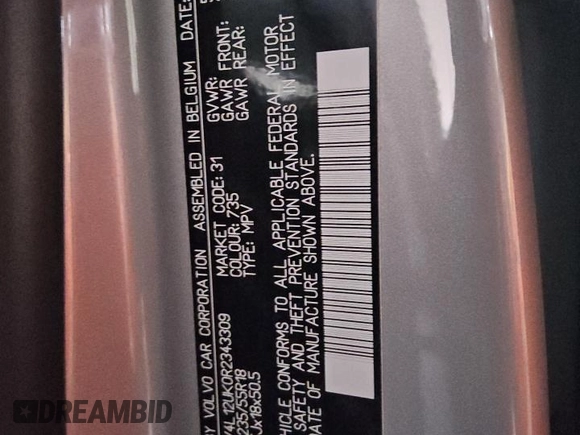 BY VOLVO CAR CORPORATION ASSEMBLED IN BELGIUM DATE:
GVWR:
GAWR FRONT:
GAWR REAR:
MARKET CODE: 31
COLOUR: 735
TYPE: MPV
Y4L12UK0R2343309
235/55R18
Jx18x50.5
HICLE CONFORMS TO ALL APPLICABLE FEDERAL MOTOR
SAFETY AND THEFT PREVENTION STANDARDS IN EFFECT
DATE OF MANUFACTURE SHOWN ABOVE.
DREAMBID